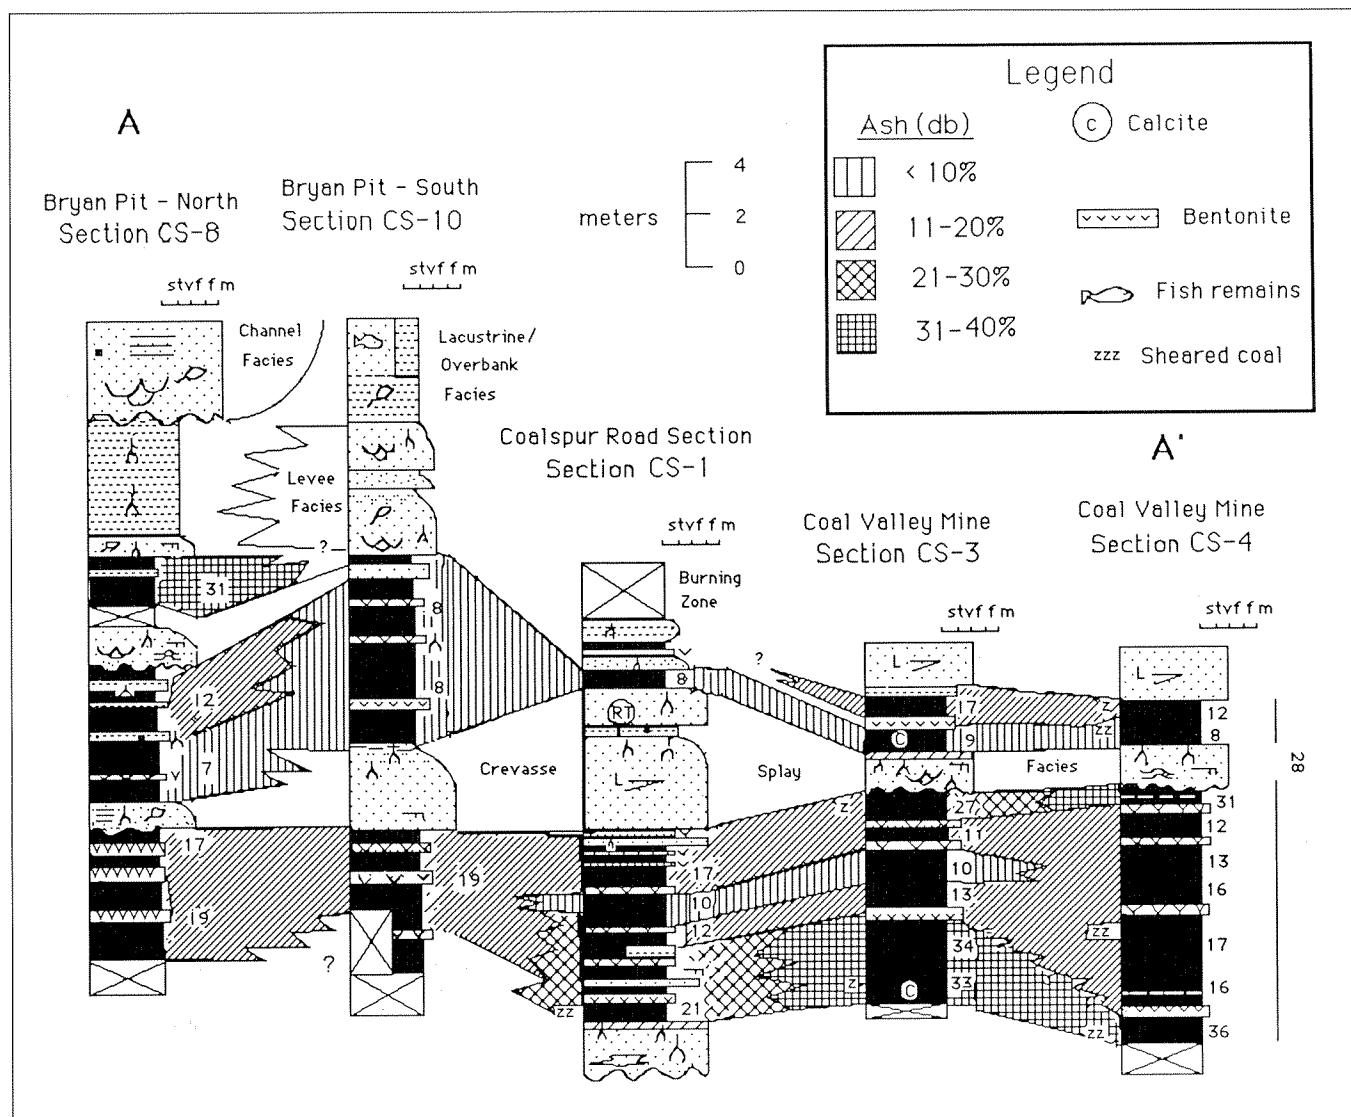 Legend
Ash (db)
< 10%
11-20%
21-30%
31-40%
C Calcite
Bentonite
Fish remains
zzz Sheared coal
A
Bryan Pit - North
Section CS-8
stvf f m
Bryan Pit - South
Section CS-10
stvf f m
meters
4
2
0
Channel
Facies
Lacustrine/
Overbank
Facies
Levee
Facies
?
Coalspur Road Section
Section CS-1
stvf f m
Burning
Zone
A'
Coal Valley Mine
Section CS-3
stvf f m
Coal Valley Mine
Section CS-4
stvf f m
31
12
7
17
19
?
8
8
19
Crevasse
8
RT
L
17
10
12
21
zz
Splay
?
L
17
C
9
z
27
11
10
13
34
33
z
C
Facies
z
zz
zz
zz
L
12
8
31
12
13
16
17
16
36
28